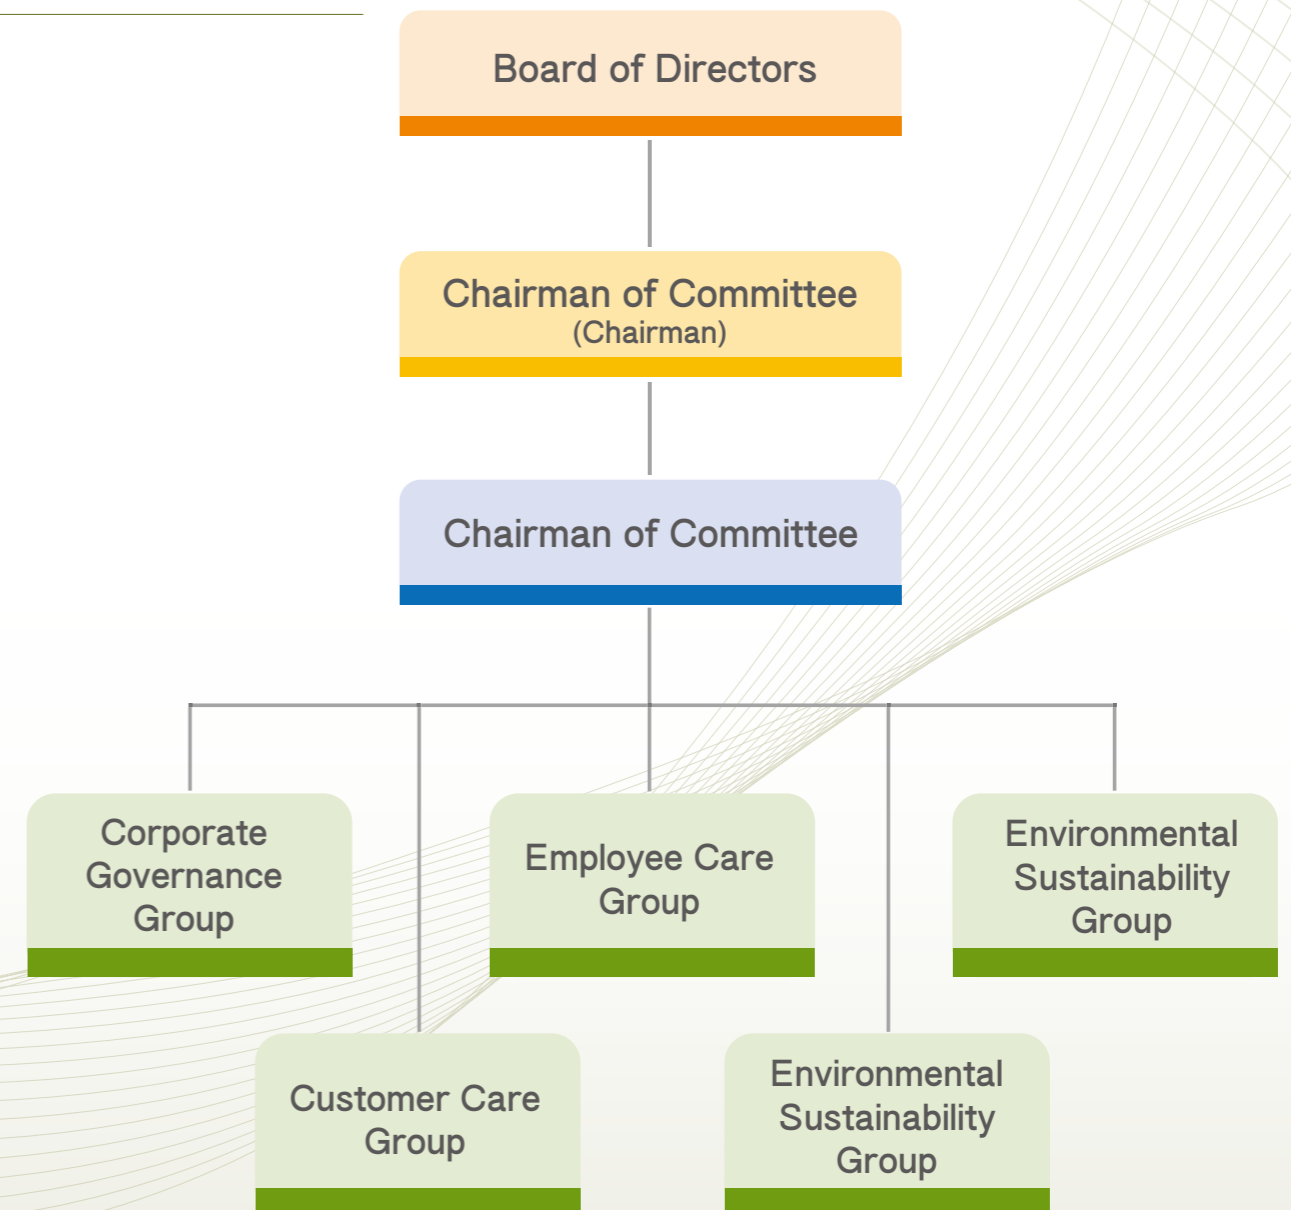 Board of Directors
Chairman of Committee
(Chairman)
Chairman of Committee
Corporate
Governance
Group
Employee Care
Group
Environmental
Sustainability
Group
Customer Care
Group
Environmental
Sustainability
Group